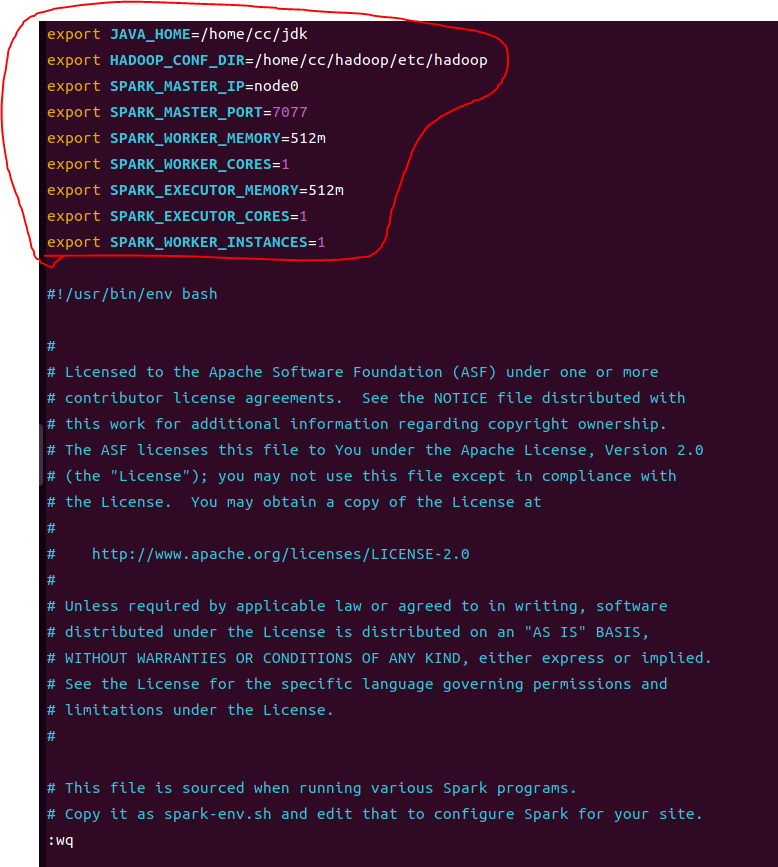 export JAVA_HOME=/home/cc/jdk
export HADOOP_CONF_DIR=/home/cc/hadoop/etc/hadoop
export SPARK_MASTER_IP=node0
export SPARK_MASTER_PORT=7077
export SPARK_WORKER_MEMORY=512m
export SPARK_WORKER_CORES=1
export SPARK_EXECUTOR_MEMORY=512m
export SPARK_EXECUTOR_CORES=1
export SPARK_WORKER_INSTANCES=1
#!/usr/bin/env bash
#
# Licensed to the Apache Software Foundation (ASF) under one or more
# contributor license agreements.  See the NOTICE file distributed with
# this work for additional information regarding copyright ownership.
# The ASF licenses this file to You under the Apache License, Version 2.0
# (the "License"); you may not use this file except in compliance with
# the License.  You may obtain a copy of the License at
#
#    http://www.apache.org/licenses/LICENSE-2.0
#
# Unless required by applicable law or agreed to in writing, software
# distributed under the License is distributed on an "AS IS" BASIS,
# WITHOUT WARRANTIES OR CONDITIONS OF ANY KIND, either express or implied.
# See the License for the specific language governing permissions and
# limitations under the License.
#
# This file is sourced when running various Spark programs.
# Copy it as spark-env.sh and edit that to configure Spark for your site.
:wq